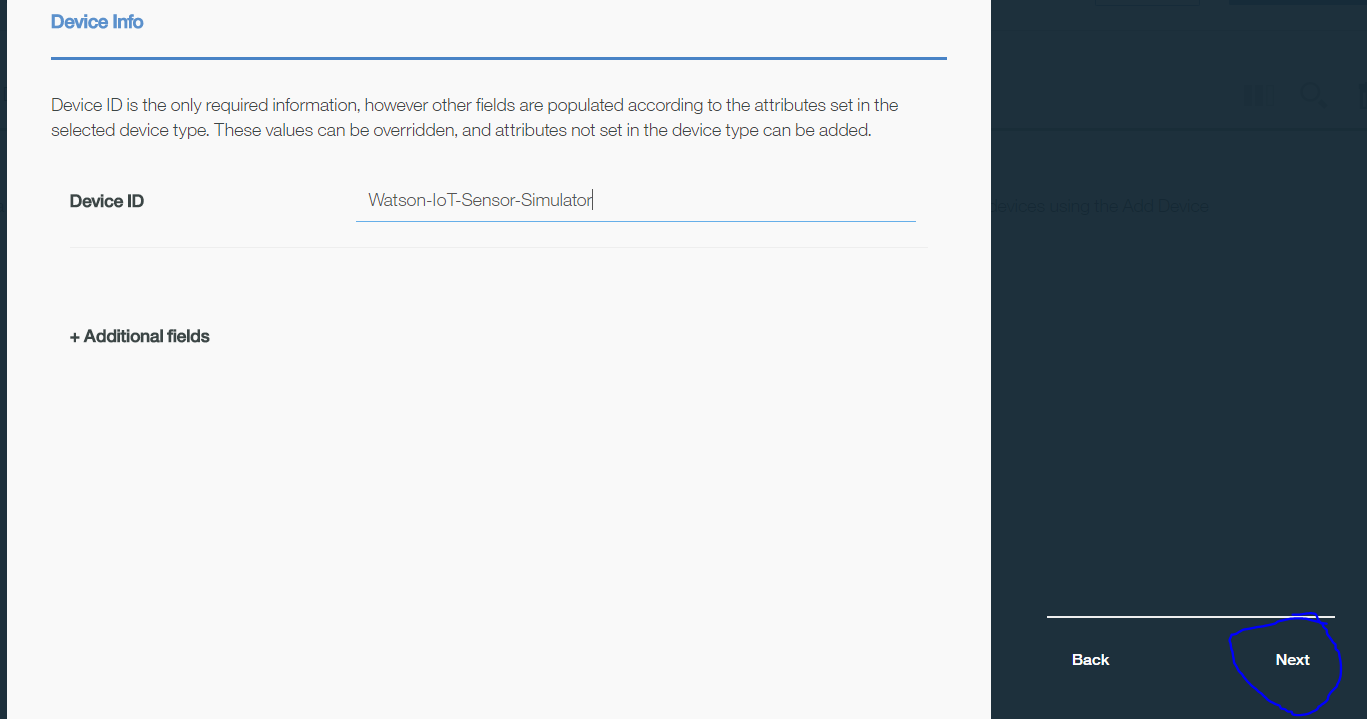 Device Info
Device ID is the only required information, however other fields are populated according to the attributes set in the
selected device type. These values can be overridden, and attributes not set in the device type can be added.
Device ID
Watson-IoT-Sensor-Simulator
devices using the Add Device
+ Additional fields
Back
Next